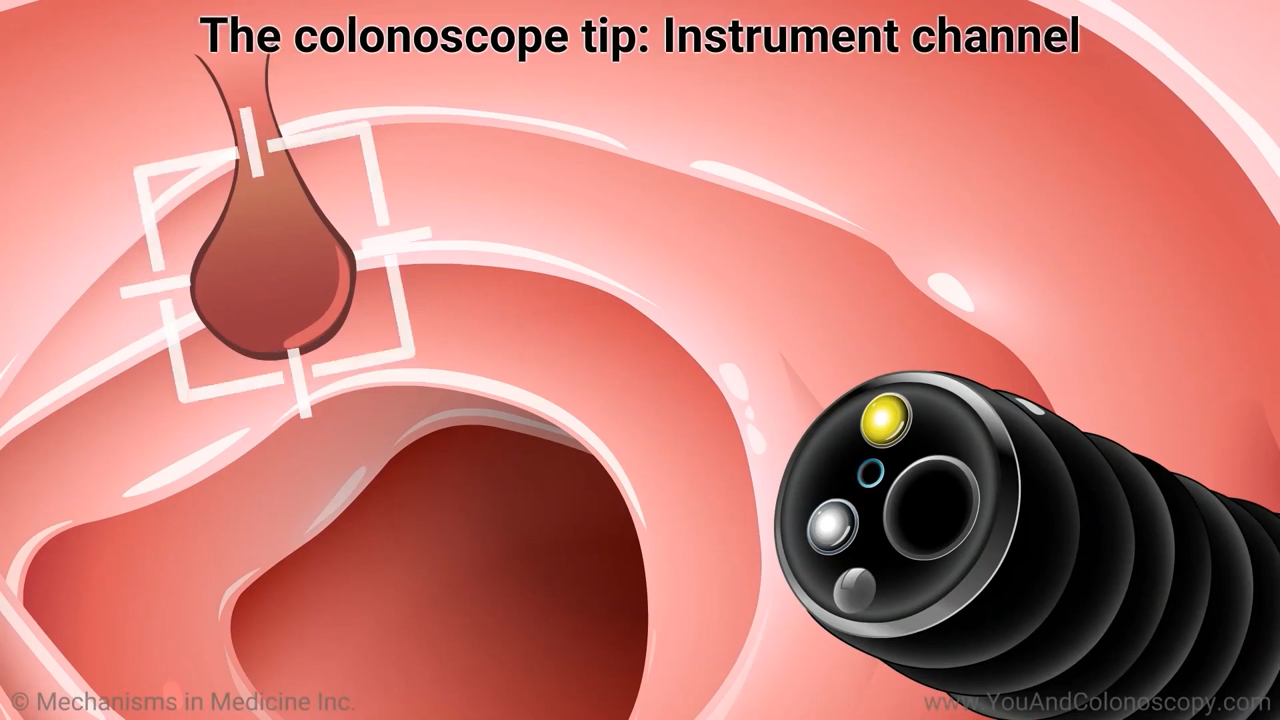 The colonoscope tip: Instrument channel
© Mechanisms in Medicine Inc.
www.YouAndColonoscopy.com